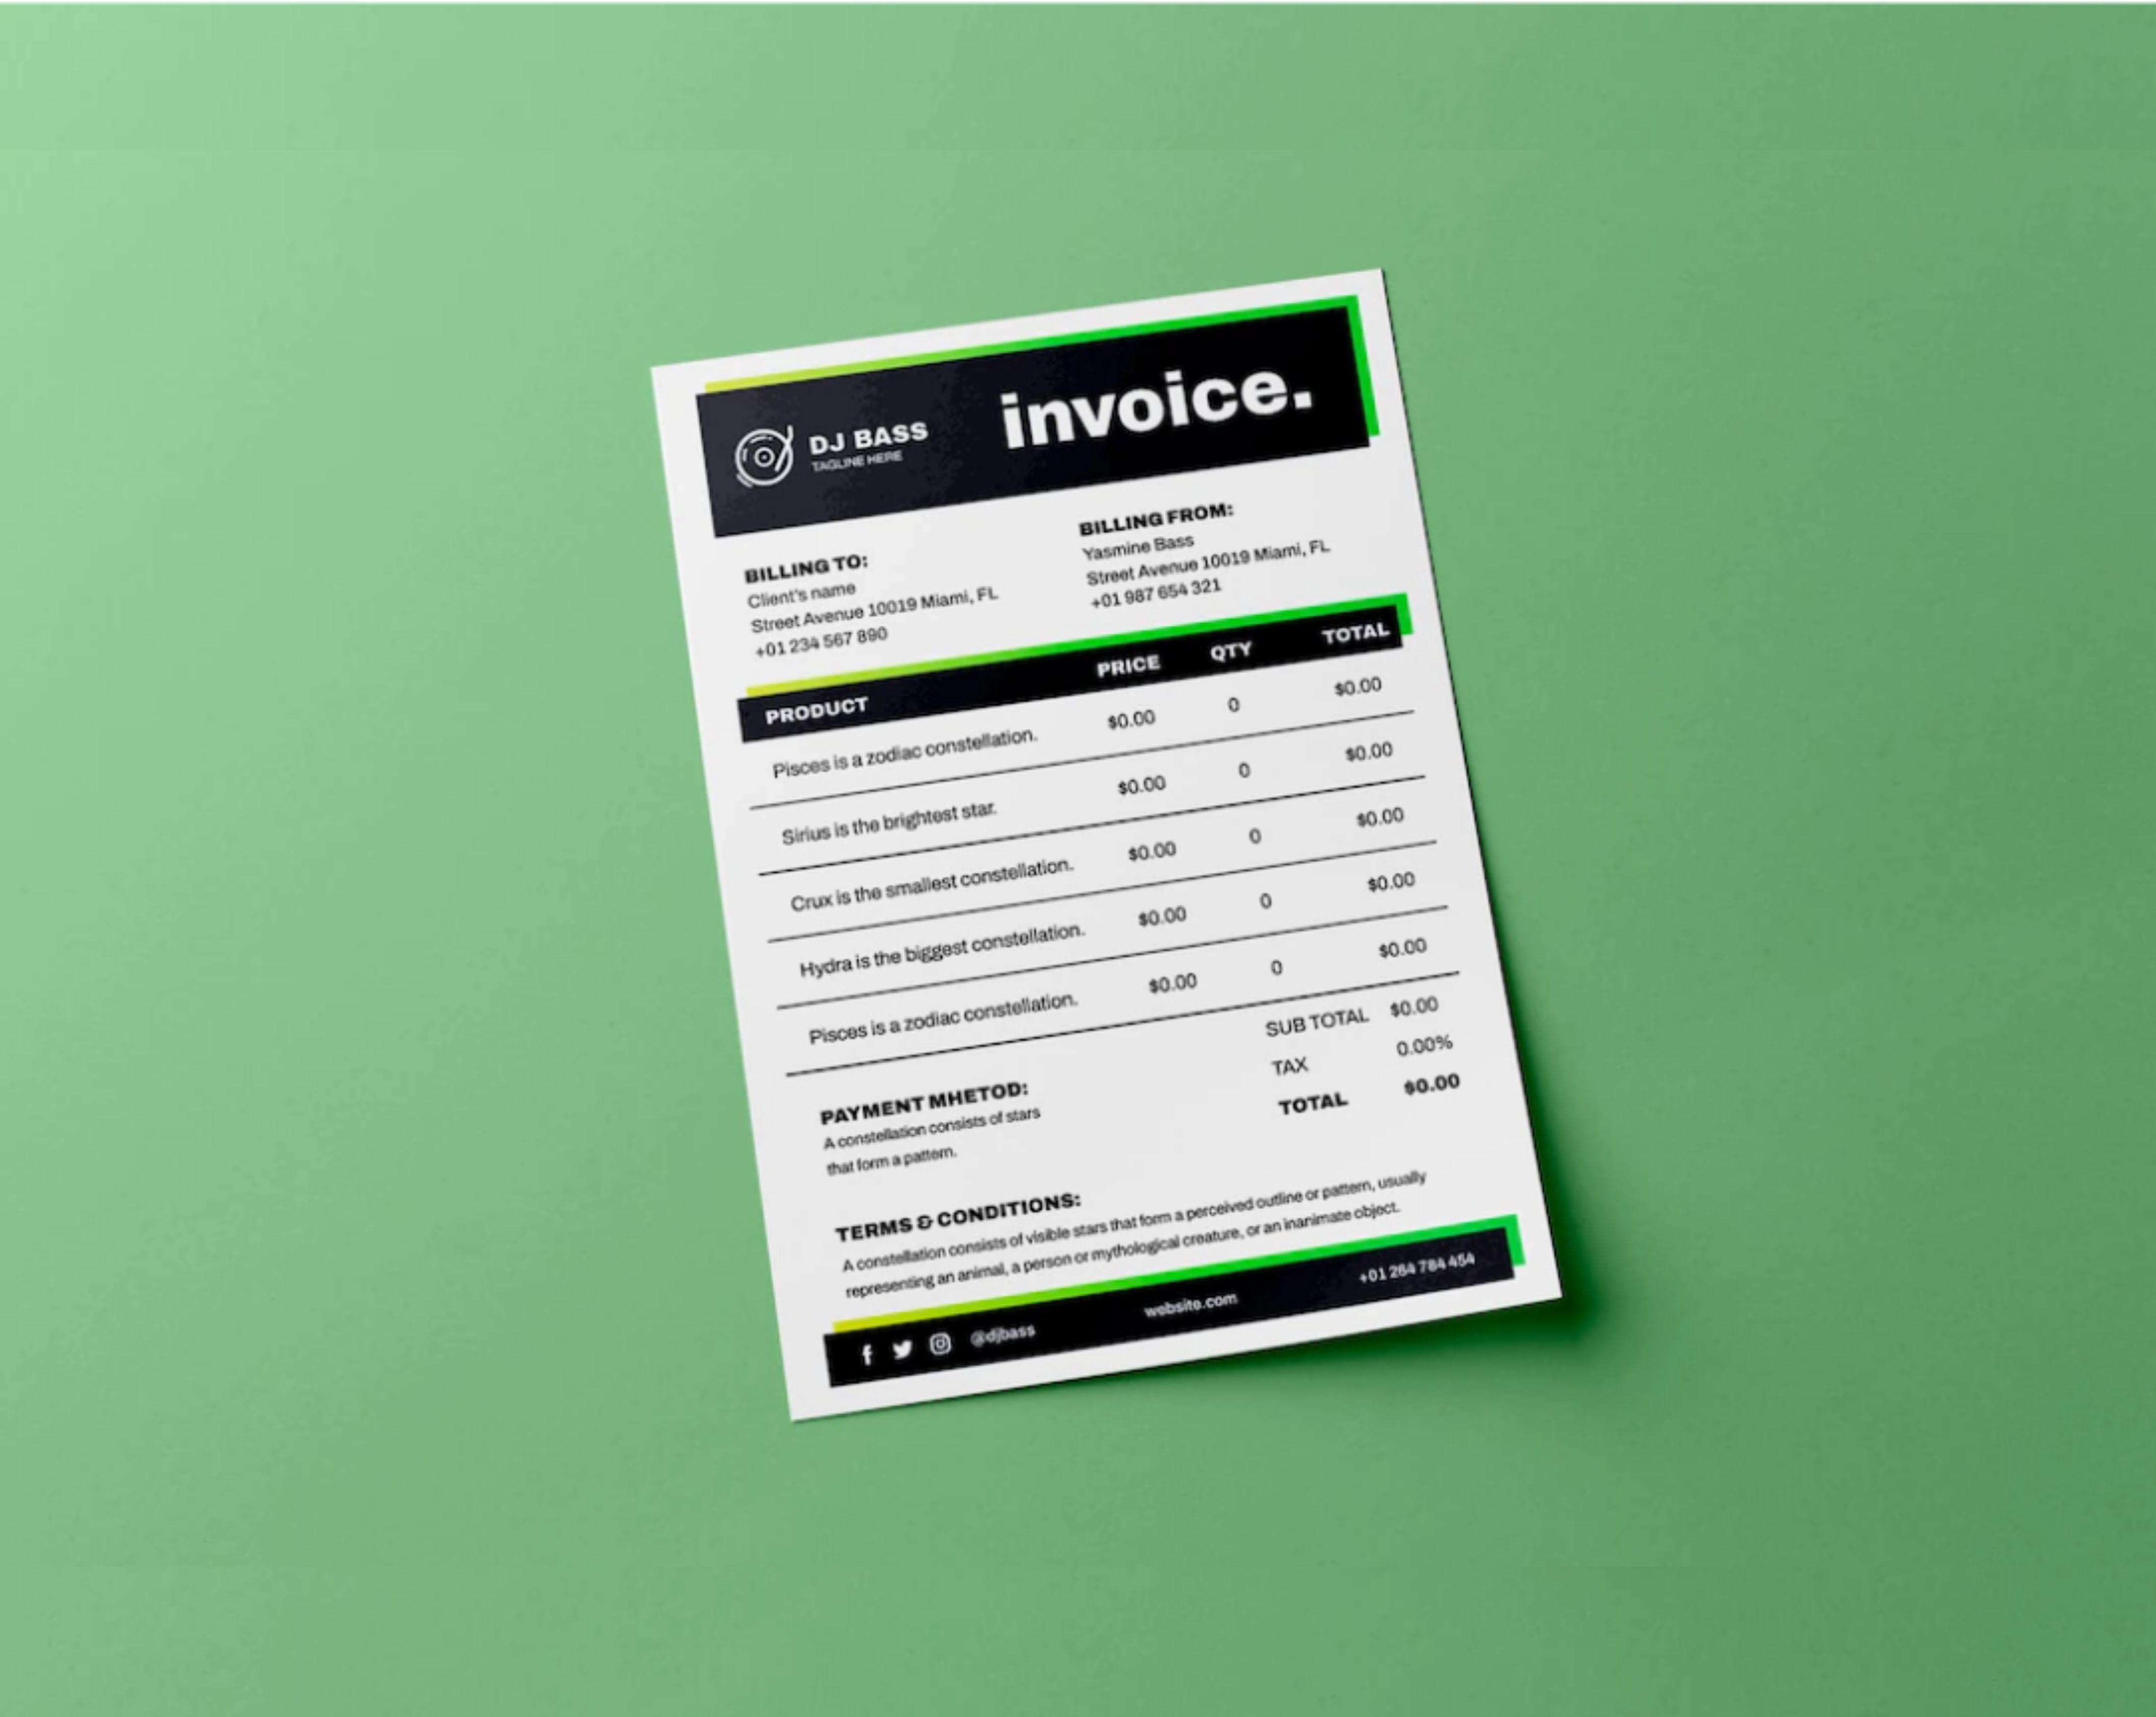 DJ BASS
TAGLINE HERE
invoice.
BILLING TO:
Client's name
Street Avenue 10019 Miami, FL
+01 234 567 890
BILLING FROM:
Yasmine Bass
Street Avenue 10019 Miami, FL
+01 987 654 321
PRODUCT PRICE QTY TOTAL
Pisces is a zodiac constellation. $0.00 0 $0.00
Sirius is the brightest star. $0.00 0 $0.00
Crux is the smallest constellation. $0.00 0 $0.00
Hydra is the biggest constellation. $0.00 0 $0.00
Pisces is a zodiac constellation. $0.00 0 $0.00
SUB TOTAL $0.00
TAX 0.00%
TOTAL $0.00
PAYMENT MHETOD:
A constellation consists of stars
that form a pattern.
TERMS & CONDITIONS:
A constellation consists of visible stars that form a perceived outline or pattern, usually
representing an animal, a person or mythological creature, or an inanimate object.
@djbass website.com +01 264 784 454